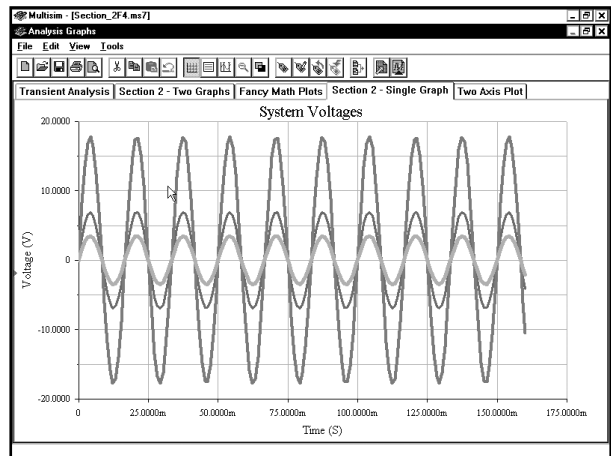 Multisim - [Section_2F4.ms7]
Analysis Graphs
File Edit View Tools
Transient Analysis Section 2 - Two Graphs Fancy Math Plots Section 2 - Single Graph Two Axis Plot
System Voltages
20.0000
10.0000
0
-10.0000
-20.0000
Voltage (V)
0 25.0000m 50.0000m 75.0000m 100.0000m 125.0000m 150.0000m 175.0000m
Time (S)